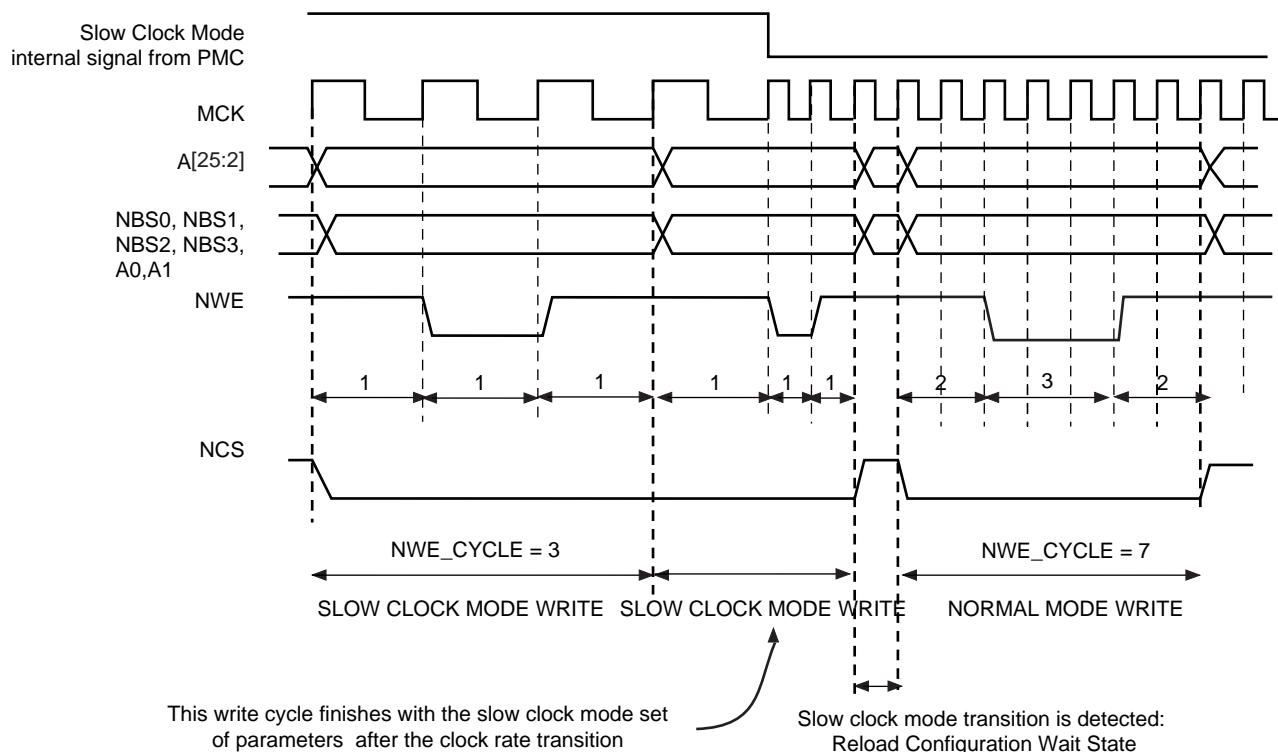 Slow Clock Mode
internal signal from PMC
MCK
A[25:2]
NBS0, NBS1,
NBS2, NBS3,
A0,A1
NWE
1 1 1 1 1 1 2 3 2
NCS
NWE_CYCLE = 3 NWE_CYCLE = 7
SLOW CLOCK MODE WRITE SLOW CLOCK MODE WRITE NORMAL MODE WRITE
This write cycle finishes with the slow clock mode set
of parameters after the clock rate transition
Slow clock mode transition is detected:
Reload Configuration Wait State